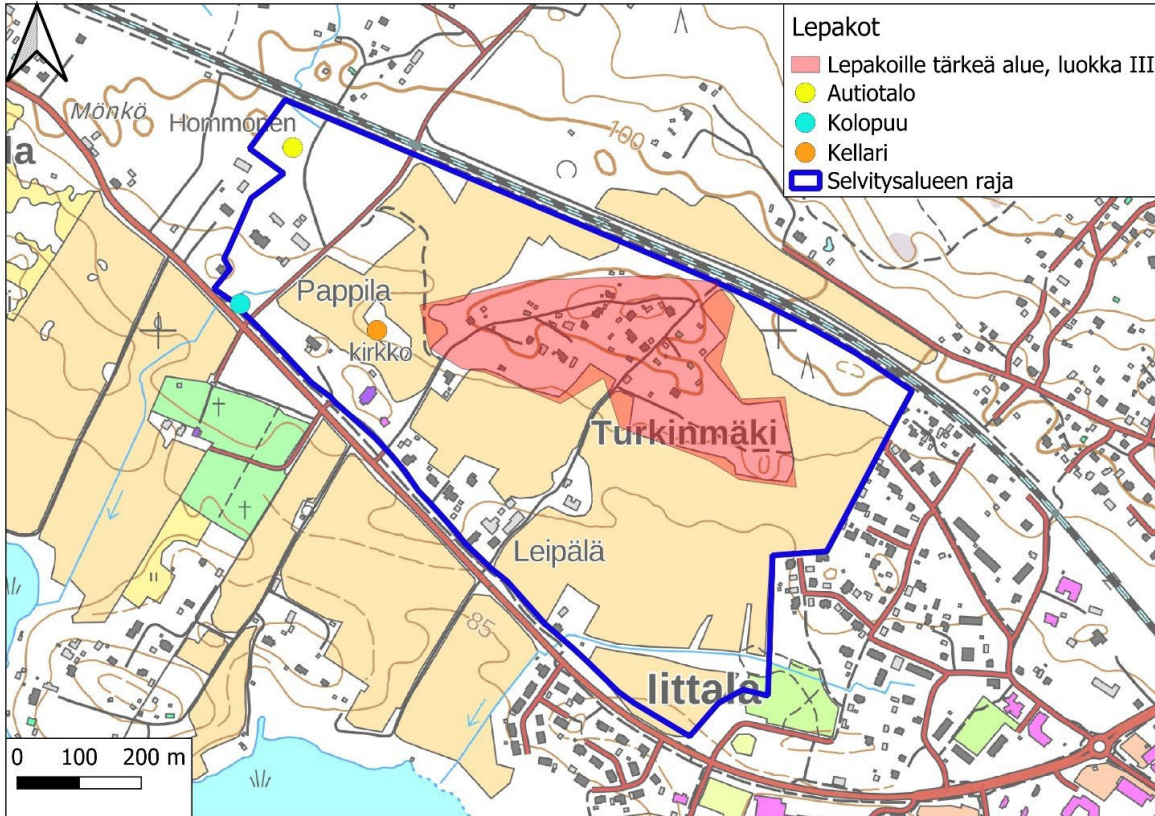 Lepakot
Lepakoille tärkeä alue, luokka III
Autiotalo
Kolopuu
Kellari
Selvitysalueen raja
Mönkö
Hommonen
la
100
Pappila
kirkko
Turkinmäki
i
Leipälä
85
Iittala
0 100 200 m